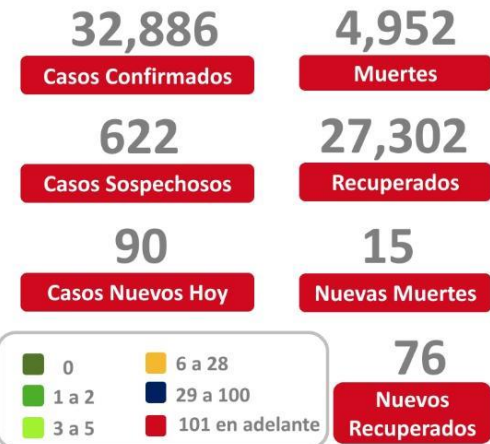 32,886
Casos Confirmados
4,952
Muertes
622
Casos Sospechosos
27,302
Recuperados
90
Casos Nuevos Hoy
15
Nuevas Muertes
0
1 a 2
3 a 5
6 a 28
29 a 100
101 en adelante
76
Nuevos
Recuperados